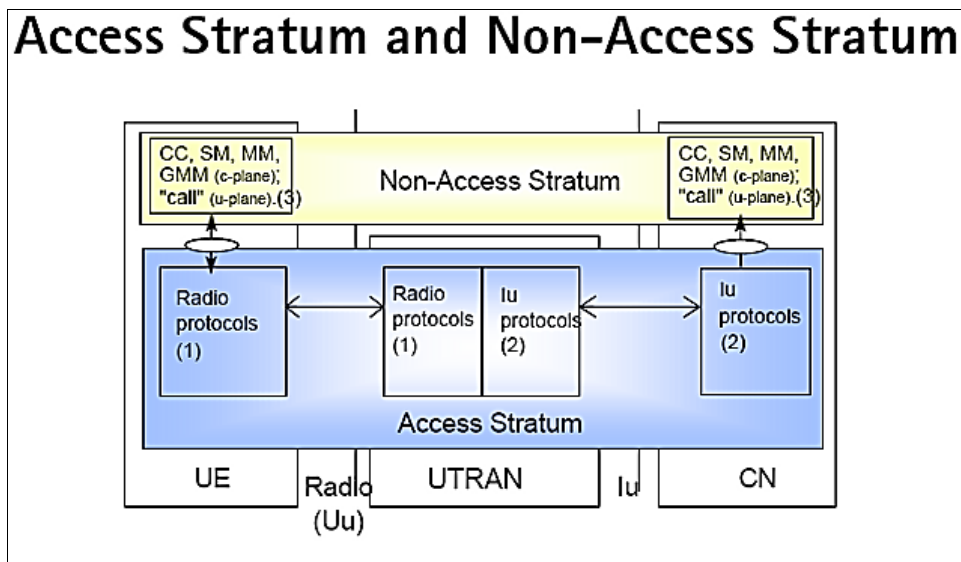 Access Stratum and Non-Access Stratum
CC, SM, MM,
GMM (c-plane);
"call" (u-plane).(3)
Non-Access Stratum
CC, SM, MM,
GMM (c-plane);
"call" (u-plane).(3)
Radio
protocols
(1)
Radio
protocols
(1)
Iu
protocols
(2)
Iu
protocols
(2)
Access Stratum
UE
Radio
(Uu)
UTRAN
Iu
CN